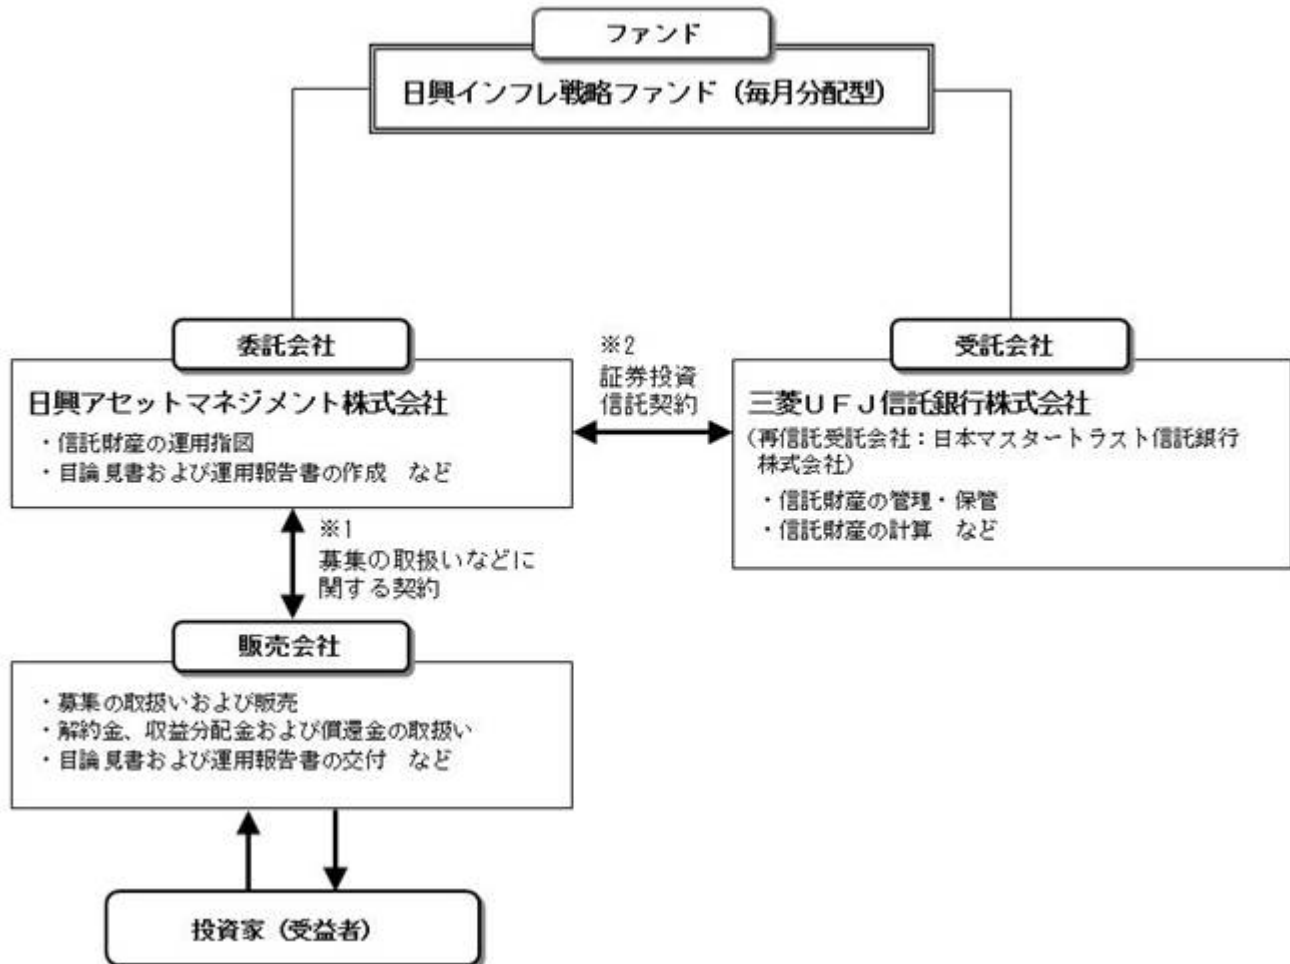 ファンド
日興インフレ戦略ファンド（毎月分配型）
委託会社
日興アセットマネジメント株式会社
・信託財産の運用指図
・目論見書および運用報告書の作成　など
※2
証券投資
信託契約
受託会社
三菱ＵＦＪ信託銀行株式会社
（再信託受託会社：日本マスタートラスト信託銀行
株式会社）
・信託財産の管理・保管
・信託財産の計算　など
※1
募集の取扱いなどに
関する契約
販売会社
・募集の取扱いおよび販売
・解約金、収益分配金および償還金の取扱い
・目論見書および運用報告書の交付　など
投資家（受益者）